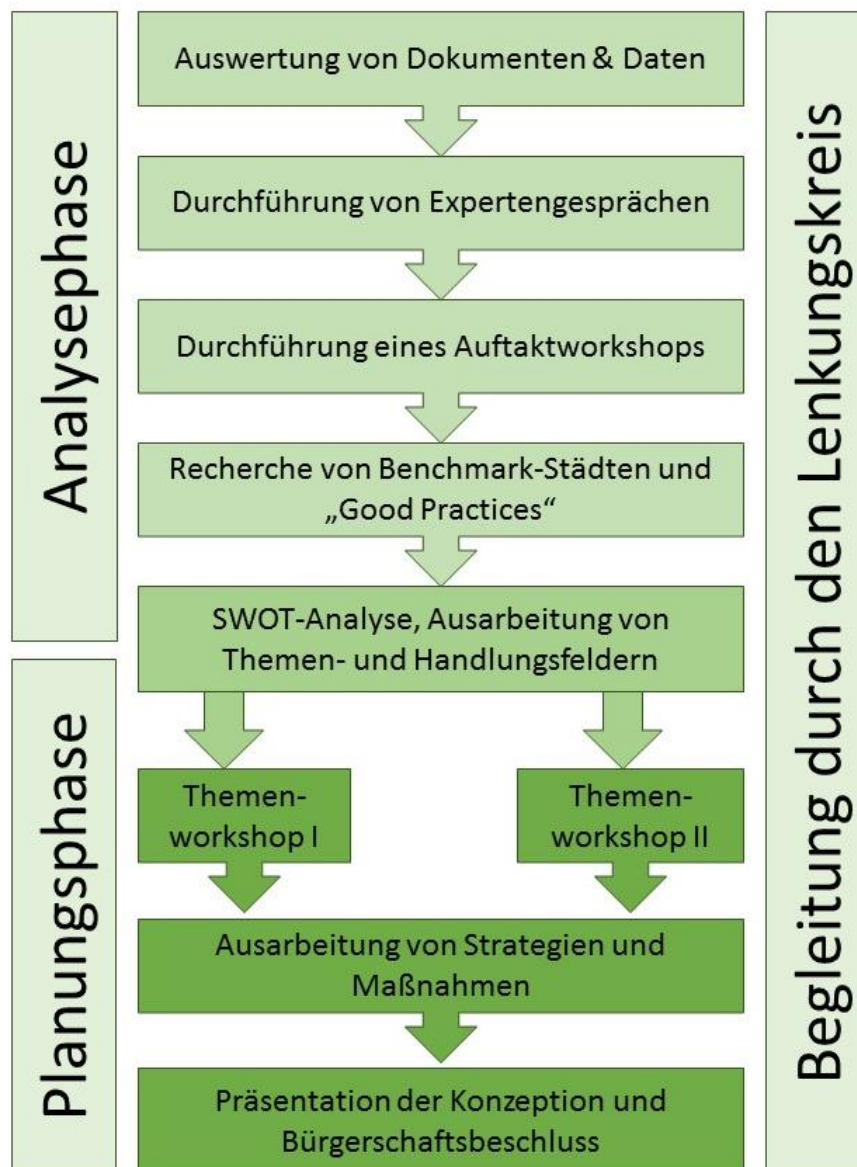 Analysephase
Planungsphase
Auswertung von Dokumenten & Daten
Durchführung von Expertengesprächen
Durchführung eines Auftaktworkshops
Recherche von Benchmark-Städten und
„Good Practices“
SWOT-Analyse, Ausarbeitung von
Themen- und Handlungsfeldern
Themen-
workshop I
Themen-
workshop II
Ausarbeitung von Strategien und
Maßnahmen
Präsentation der Konzeption und
Bürgerschaftsbeschluss
Begleitung durch den Lenkungskreis